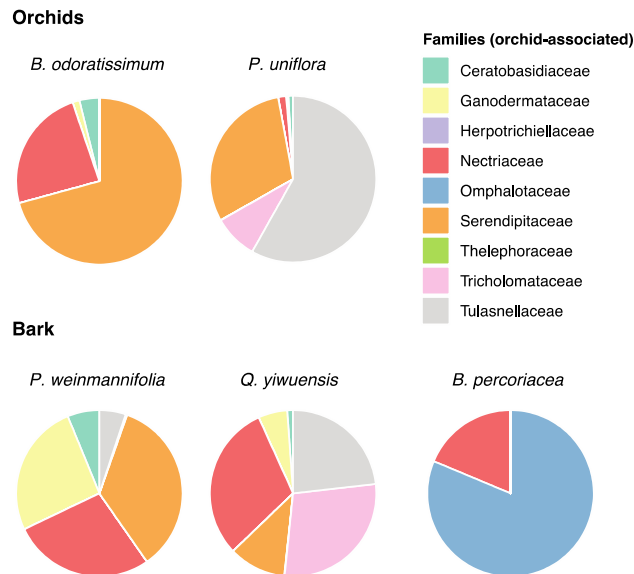 Orchids
B. odoratissimum
P. uniflora
Families (orchid-associated)
Ceratobasidiaceae
Ganodermataceae
Herpotrichiellaceae
Nectriaceae
Omphalotaceae
Serendipitaceae
Thelephoraceae
Tricholomataceae
Tulasnellaceae
Bark
P. weinmannifolia
Q. yiwuensis
B. percoriacea